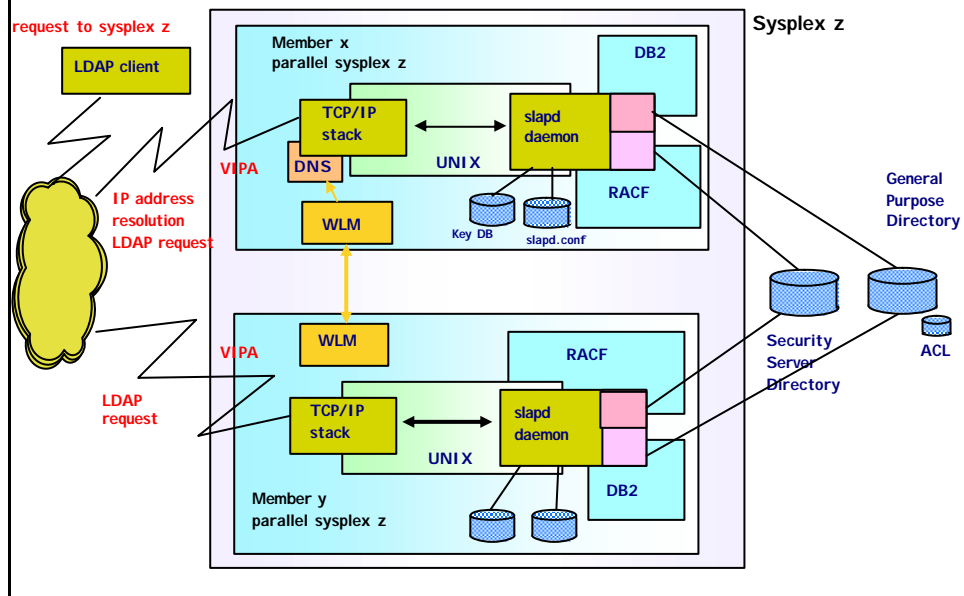 request to sysplex z
LDAP client
Sysplex z
Member x
parallel sysplex z
DB2
TCP/IP
stack
slapd
daemon
DNS
UNIX
VIPA
RACF
WLM
Key DB
slapd.conf
IP address
resolution
LDAP request
General
Purpose
Directory
VIPA
WLM
RACF
Security
Server
Directory
ACL
LDAP
request
TCP/IP
stack
slapd
daemon
UNIX
DB2
Member y
parallel sysplex z